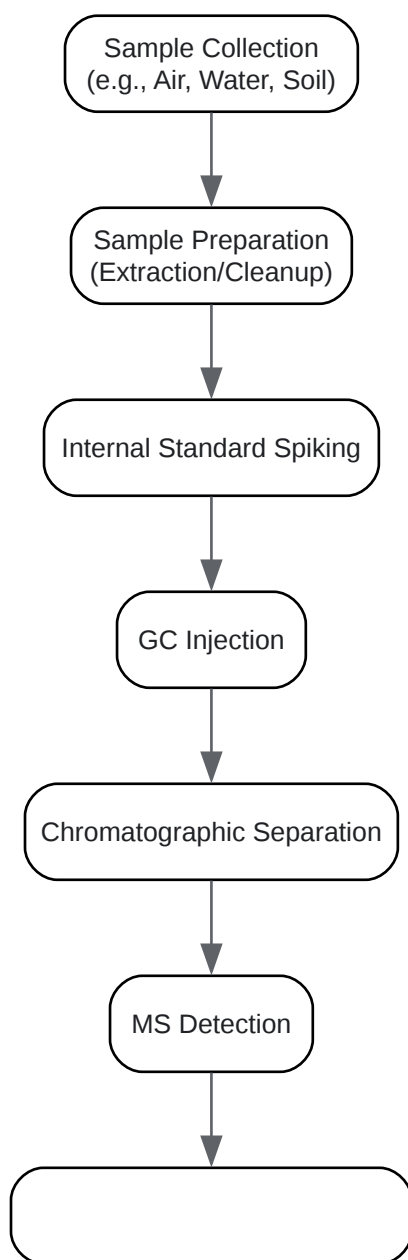 Sample Collection
(e.g., Air, Water, Soil)
Sample Preparation
(Extraction/Cleanup)
Internal Standard Spiking
GC Injection
Chromatographic Separation
MS Detection